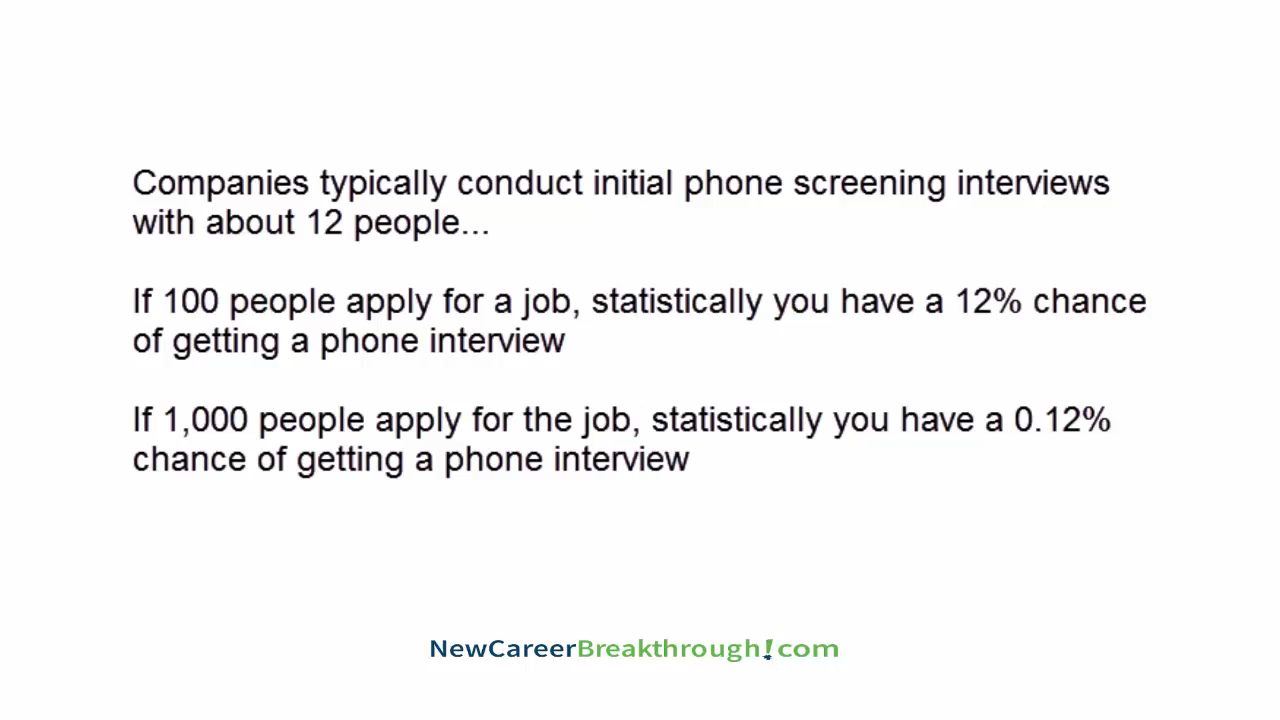 Companies typically conduct initial phone screening interviews
with about 12 people...
If 100 people apply for a job, statistically you have a 12% chance
of getting a phone interview
If 1,000 people apply for the job, statistically you have a 0.12%
chance of getting a phone interview
NewCareerBreakthrough!com